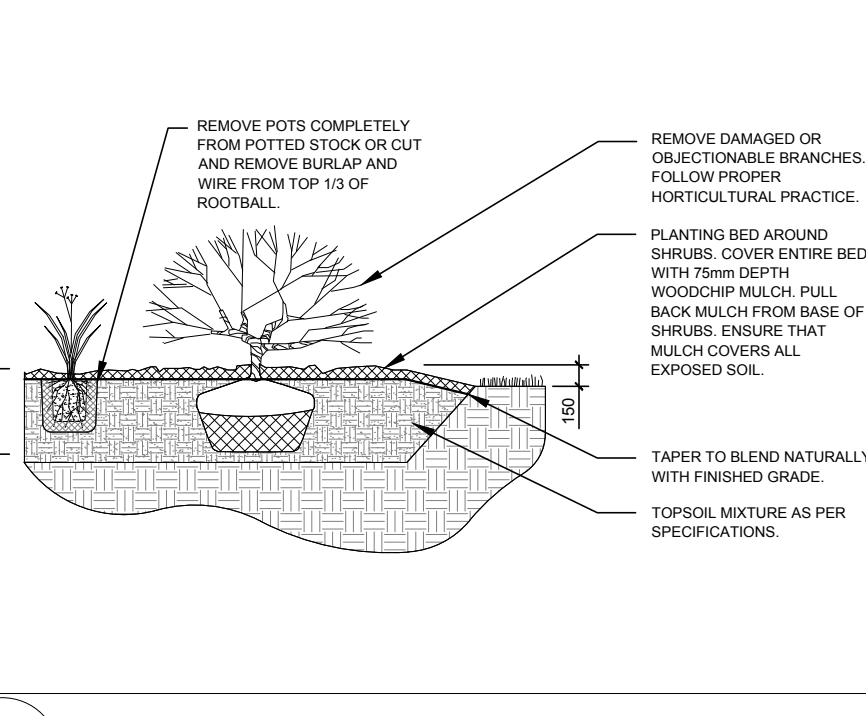 REMOVE POTS COMPLETELY
FROM POTTED STOCK OR CUT
AND REMOVE BURLAP AND
WIRE FROM TOP 1/3 OF
ROOTBALL.
REMOVE DAMAGED OR
OBJECTIONABLE BRANCHES.
FOLLOW PROPER
HORTICULTURAL PRACTICE.
PLANTING BED AROUND
SHRUBS. COVER ENTIRE BED
WITH 75mm DEPTH
WOODCHIP MULCH. PULL
BACK MULCH FROM BASE OF
SHRUBS. ENSURE THAT
MULCH COVERS ALL
EXPOSED SOIL.
150
TAPER TO BLEND NATURALLY
WITH FINISHED GRADE.
TOPSOIL MIXTURE AS PER
SPECIFICATIONS.